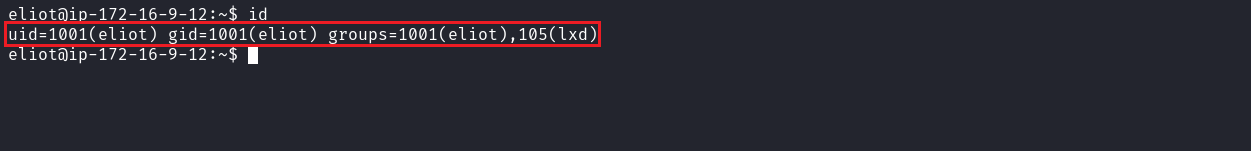 eliot@ip-172-16-9-12:~$ id
uid=1001(eliot) gid=1001(eliot) groups=1001(eliot),105(lxd)
eliot@ip-172-16-9-12:~$